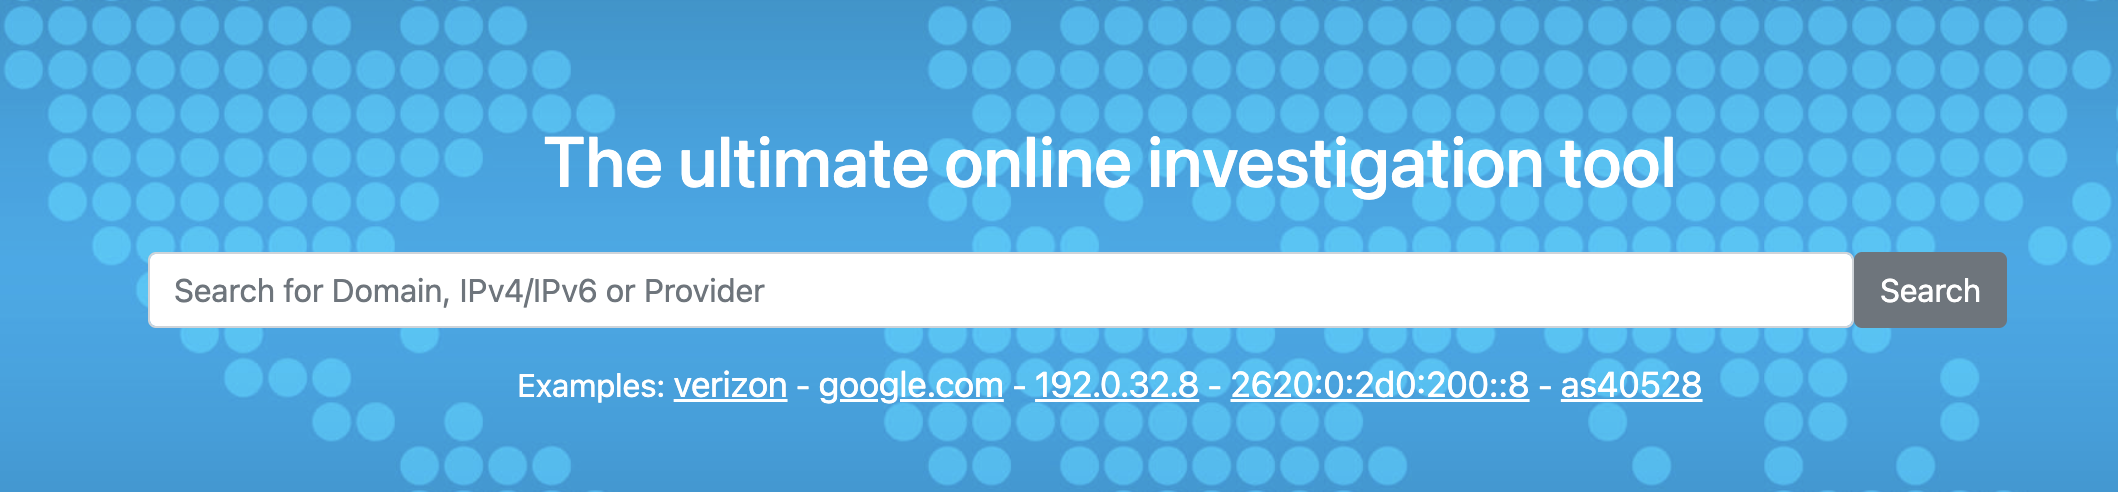 The ultimate online investigation tool
Search for Domain, IPv4/IPv6 or Provider
Search
Examples: verizon - google.com - 192.0.32.8 - 2620:0:2d0:200::8 - as40528